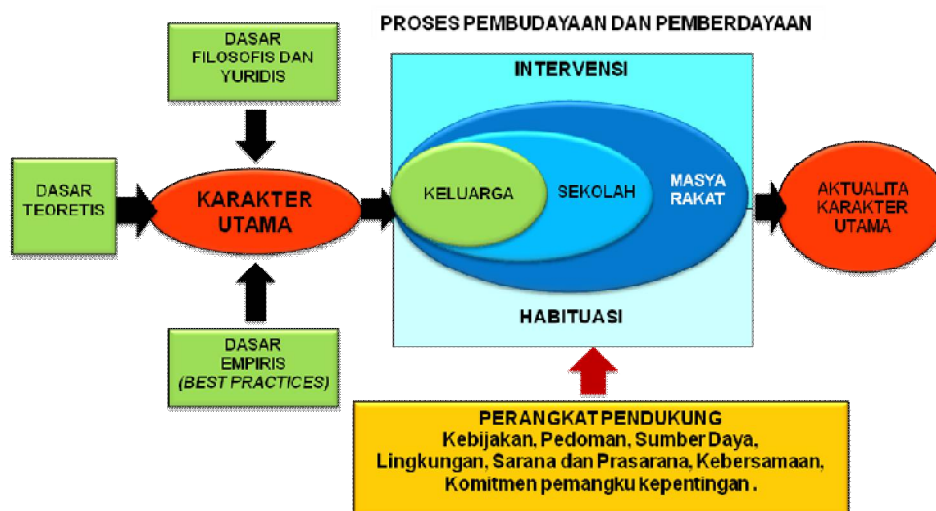 PROSES PEMBUDAYAAN DAN PEMBERDAYAAN
DASAR
FILOSOFIS DAN
YURIDIS
DASAR
TEORETIS
KARAKTER
UTAMA
DASAR
EMPIRIS
(BEST PRACTICES)
INTERVENSI
KELUARGA
SEKOLAH
MASYA
RAKAT
HABITUASI
AKTUALITA
KARAKTER
UTAMA
PERANGKAT PENDUKUNG
Kebijakan, Pedoman, Sumber Daya,
Lingkungan, Sarana dan Prasarana, Kebersamaan,
Komitmen pemangku kepentingan .